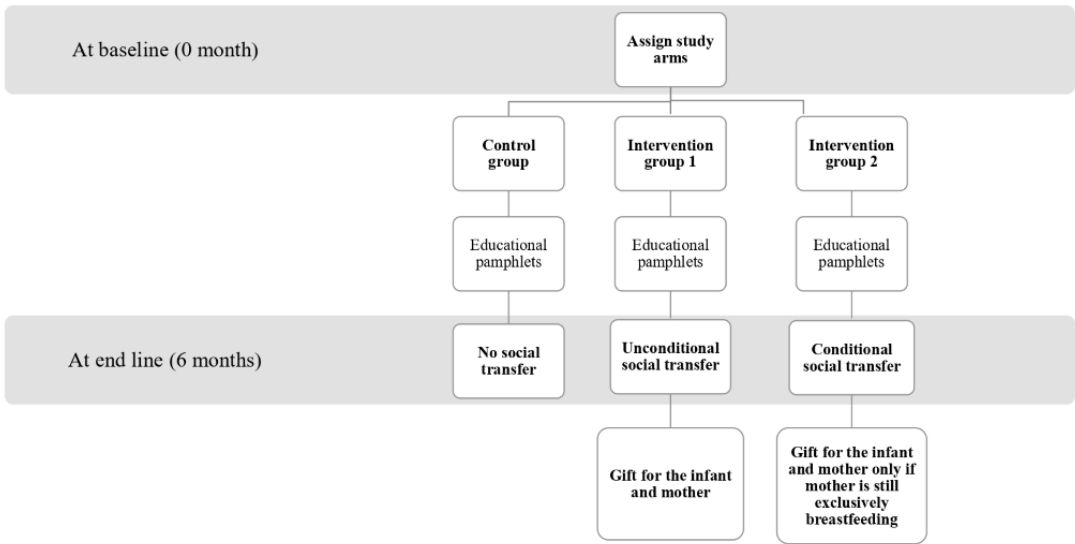 At baseline (0 month)
Assign study
arms
Control
group
Intervention
group 1
Intervention
group 2
Educational
pamphlets
Educational
pamphlets
Educational
pamphlets
At end line (6 months)
No social
transfer
Unconditional
social transfer
Conditional
social transfer
Gift for the infant
and mother
Gift for the infant
and mother only if
mother is still
exclusively
breastfeeding